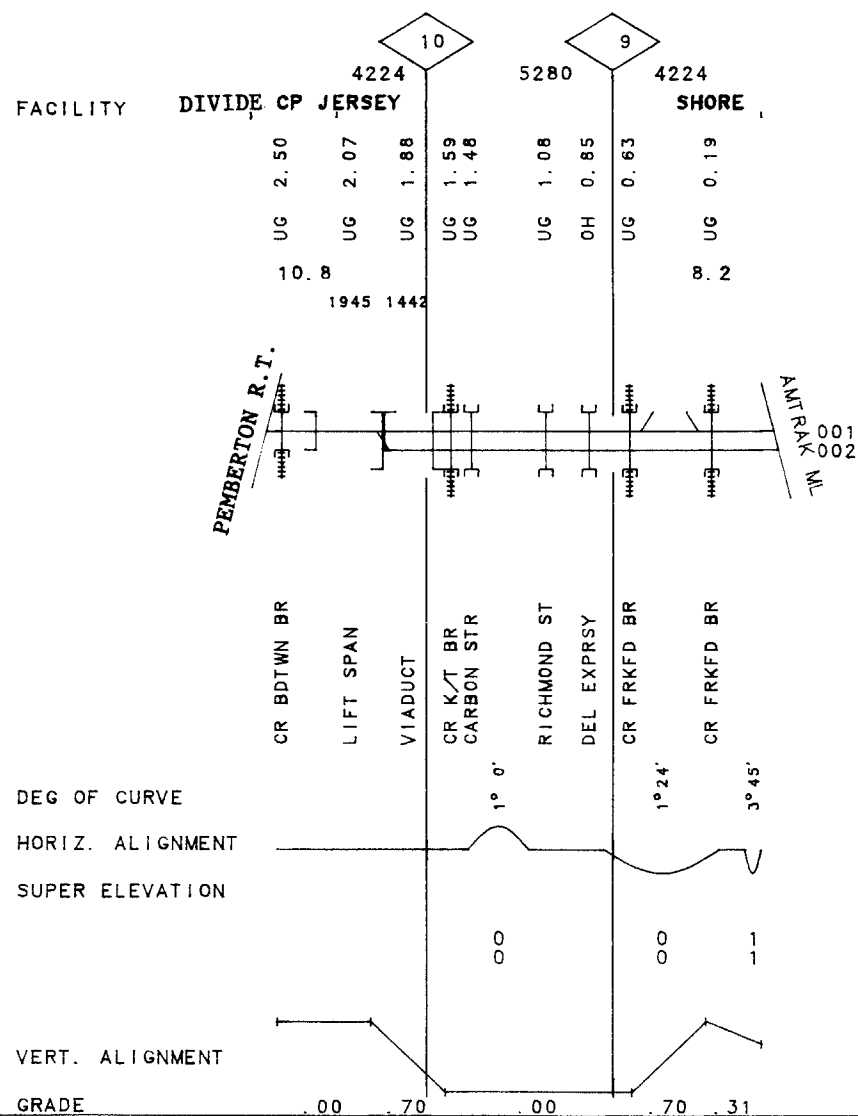 10 9
4224 5280 4224
FACILITY DIVIDE CP JERSEY SHORE
UG 2.50
UG 2.07
UG 1.88
UG 1.59
UG 1.48
UG 1.08
OH 0.85
UG 0.63
UG 0.19
10.8 8.2
1945 1442
PEMBERTON R.T.
AMTRAK ML
001
002
CR BDTWN BR
LIFT SPAN
VIADUCT
CR K/T BR
CARBON STR
RICHMOND ST
DEL EXPRSY
CR FRKFD BR
CR FRKFD BR
DEG OF CURVE 1° 0' 1°24' 3°45'
HORIZ. ALIGNMENT
SUPER ELEVATION
0 0 1
0 0 1
VERT. ALIGNMENT
GRADE .00 .70 .00 .70 .31